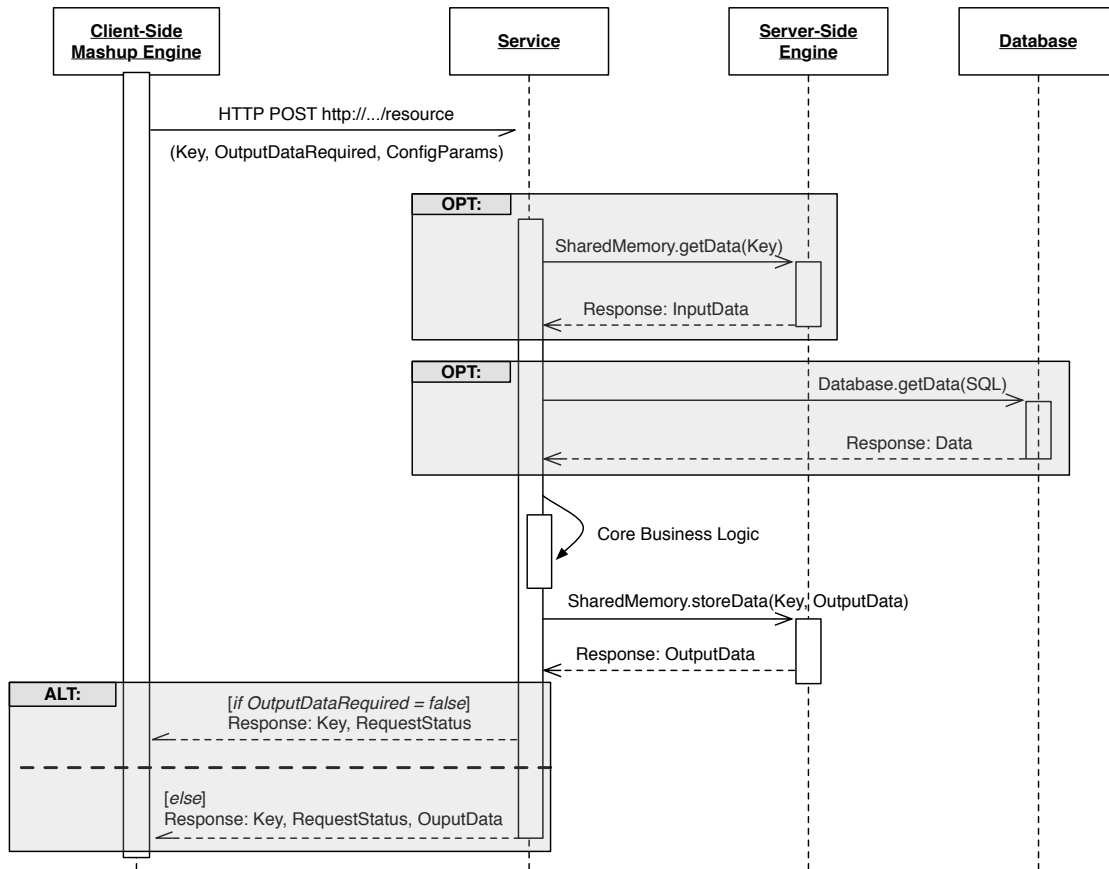 Client-Side
Mashup Engine
Service
Server-Side
Engine
Database
HTTP POST http://.../resource
(Key, OutputDataRequired, ConfigParams)
OPT:
SharedMemory.getData(Key)
Response: InputData
OPT:
Database.getData(SQL)
Response: Data
Core Business Logic
SharedMemory.storeData(Key, OutputData)
Response: OutputData
ALT:
[if OutputDataRequired = false]
Response: Key, RequestStatus
[else]
Response: Key, RequestStatus, OuputData